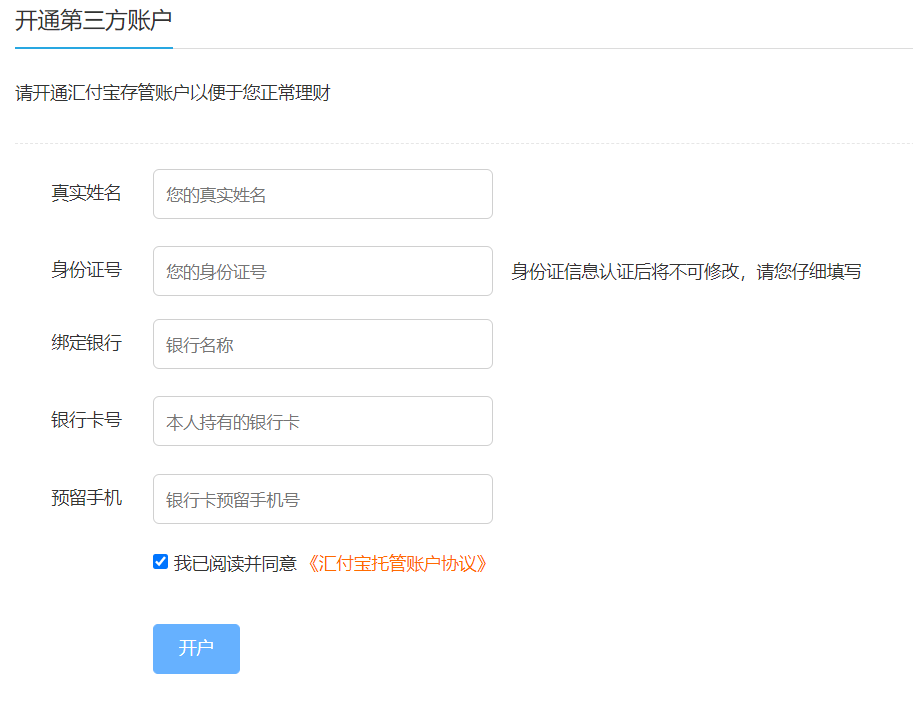 开通第三方账户
请开通汇付宝存管账户以便于您正常理财
真实姓名 您的真实姓名
身份证号 您的身份证号 身份证信息认证后将不可修改，请您仔细填写
绑定银行 银行名称
银行卡号 本人持有的银行卡
预留手机 银行卡预留手机号
我已阅读并同意 《汇付宝托管账户协议》
开户